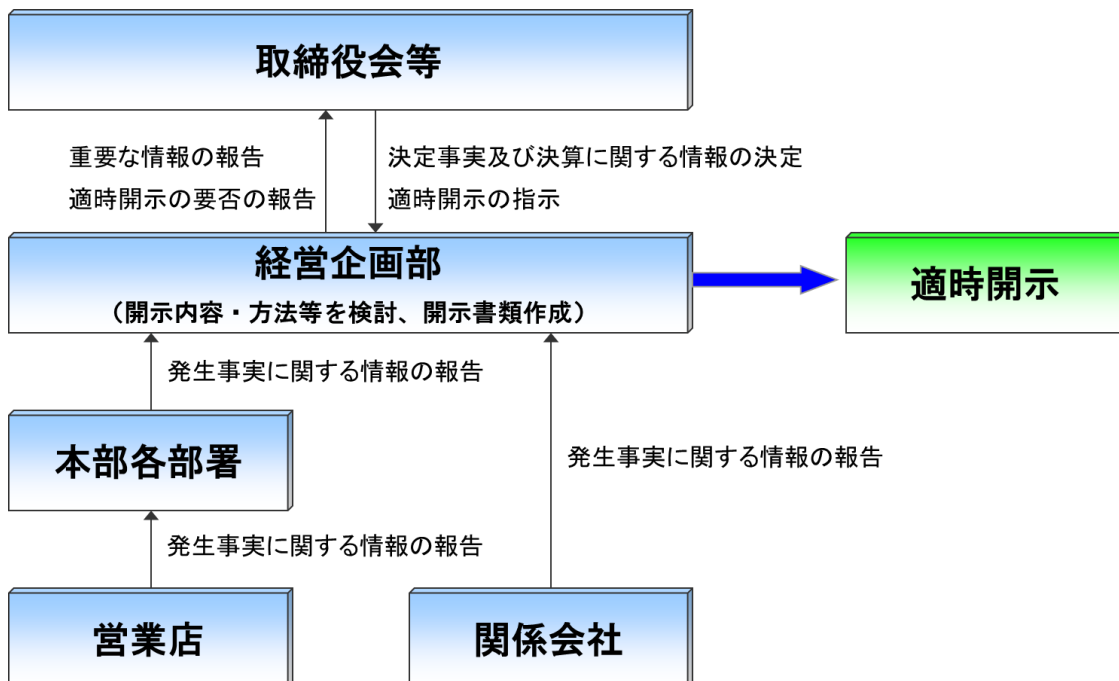 取締役会等
重要な情報の報告
適時開示の要否の報告
決定事実及び決算に関する情報の決定
適時開示の指示
経営企画部
（開示内容・方法等を検討、開示書類作成）
適時開示
発生事実に関する情報の報告
本部各部署
発生事実に関する情報の報告
発生事実に関する情報の報告
営業店
関係会社